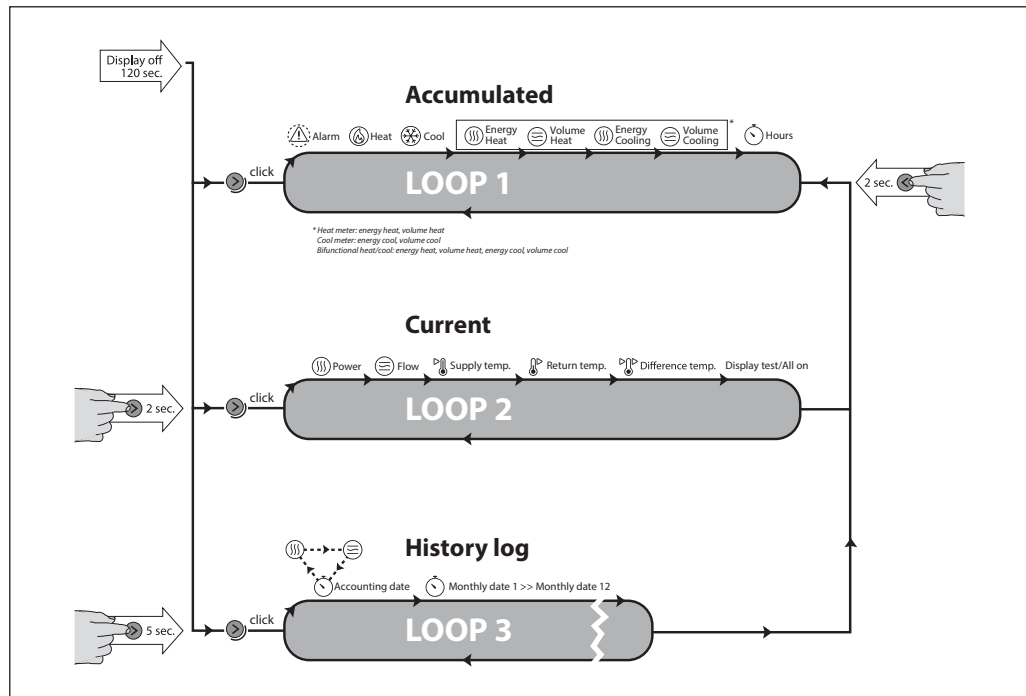 Display off
120 sec.
Accumulated
Alarm
Heat
Cool
Energy
Heat
Volume
Heat
Energy
Cooling
Volume
Cooling
*
Hours
click
LOOP 1
2 sec.
* Heat meter: energy heat, volume heat
Cool meter: energy cool, volume cool
Bifunctional heat/cool: energy heat, volume heat, energy cool, volume cool
Current
Power
Flow
Supply temp.
Return temp.
Difference temp.
Display test/All on
2 sec.
click
LOOP 2
History log
Accounting date
Monthly date 1 >> Monthly date 12
5 sec.
click
LOOP 3